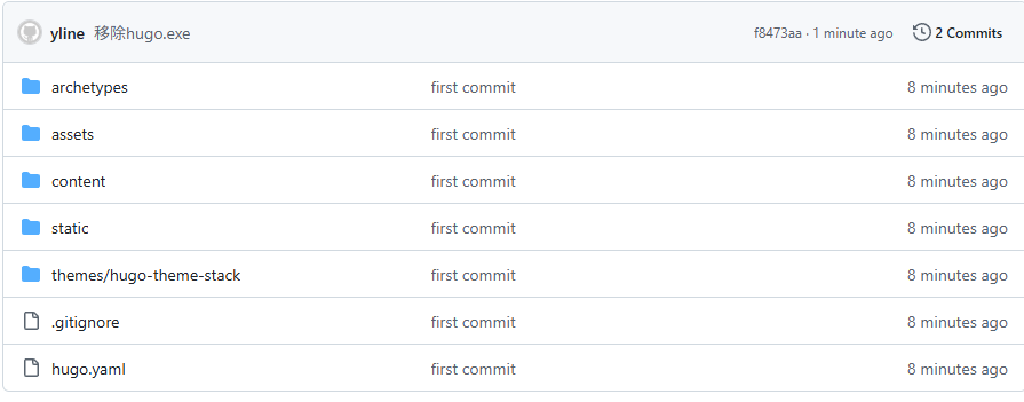 yline 移除hugo.exe f8473aa · 1 minute ago 2 Commits
archetypes first commit 8 minutes ago
assets first commit 8 minutes ago
content first commit 8 minutes ago
static first commit 8 minutes ago
themes/hugo-theme-stack first commit 8 minutes ago
.gitignore first commit 8 minutes ago
hugo.yaml first commit 8 minutes ago